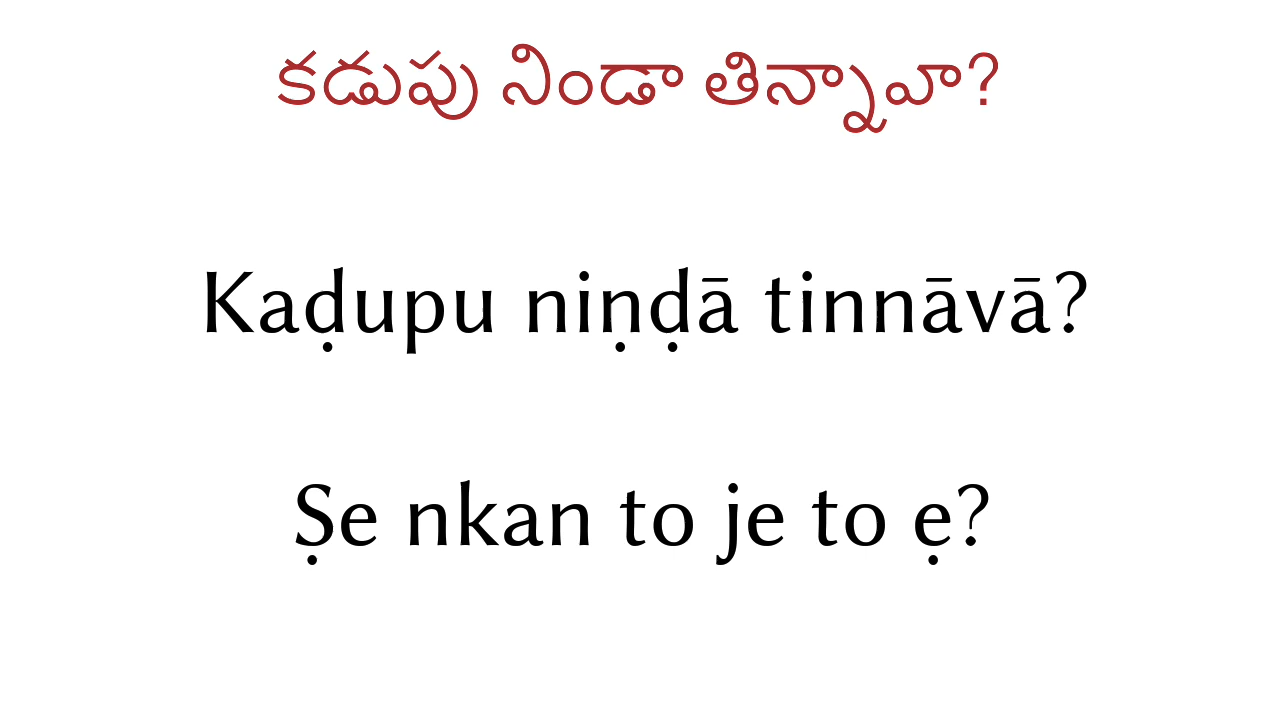 కడుపు నిండా తిన్నావా?
Kaḍupu niṇḍā tinnāvā?
Ṣe nkan to je to ẹ?